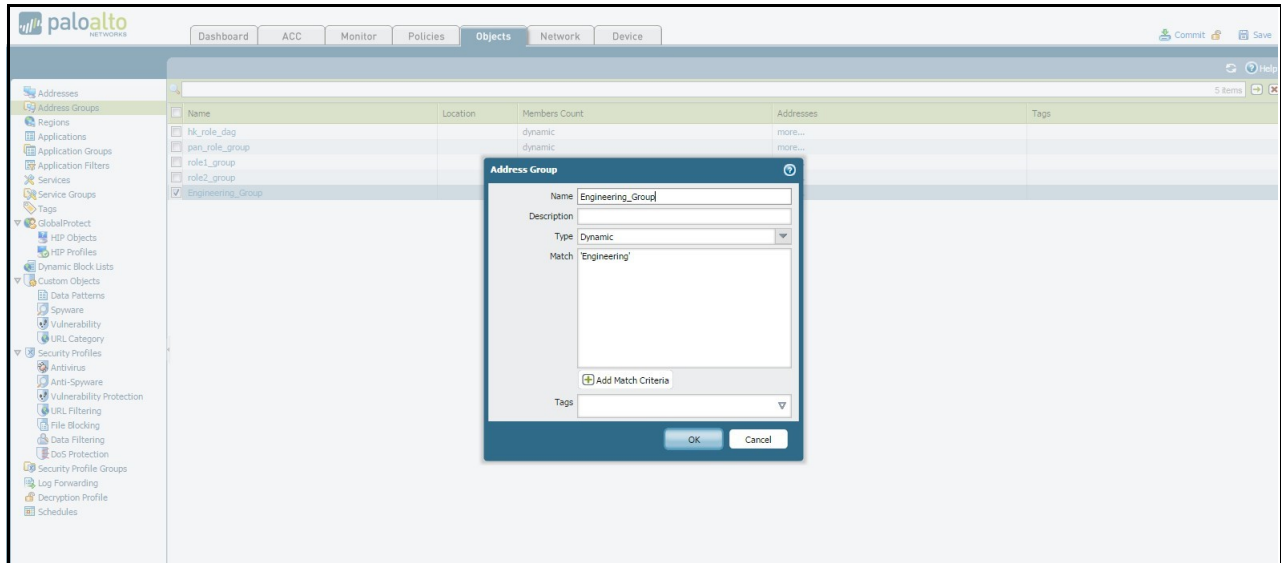 paloalto
NETWORKS
Dashboard ACC Monitor Policies Objects Network Device
Commit Save
Help
Addresses
Address Groups
Regions
Applications
Application Groups
Application Filters
Services
Service Groups
Tags
GlobalProtect
HIP Objects
HIP Profiles
Dynamic Block Lists
Custom Objects
Data Patterns
Spyware
Vulnerability
URL Category
Security Profiles
Antivirus
Anti-Spyware
Vulnerability Protection
URL Filtering
File Blocking
Data Filtering
DoS Protection
Security Profile Groups
Log Forwarding
Decryption Profile
Schedules
5 items
Name Location Members Count Addresses Tags
hk_role_dag dynamic more...
pan_role_group dynamic more...
role1_group
role2_group
Engineering_Group
Address Group
Name Engineering_Group
Description
Type Dynamic
Match 'Engineering'
Add Match Criteria
Tags
OK Cancel